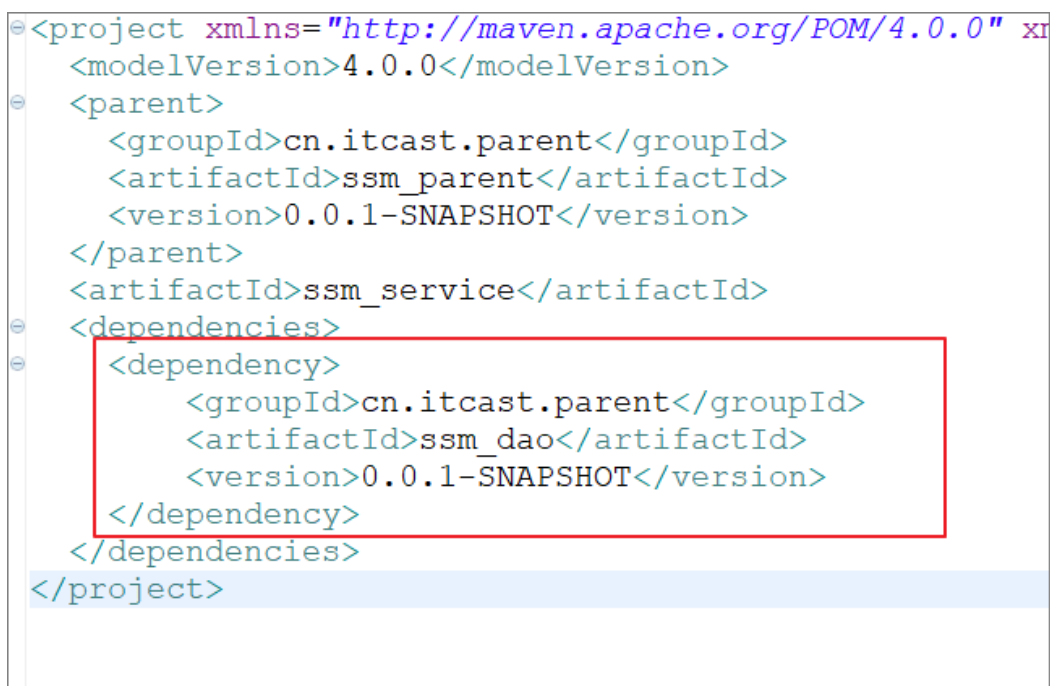 <project xmlns="http://maven.apache.org/POM/4.0.0" 
<modelVersion>4.0.0</modelVersion>
<parent>
<groupId>cn.itcast.parent</groupId>
<artifactId>ssm_parent</artifactId>
<version>0.0.1-SNAPSHOT</version>
</parent>
<artifactId>ssm_service</artifactId>
<dependencies>
<dependency>
<groupId>cn.itcast.parent</groupId>
<artifactId>ssm_dao</artifactId>
<version>0.0.1-SNAPSHOT</version>
</dependency>
</dependencies>
</project>